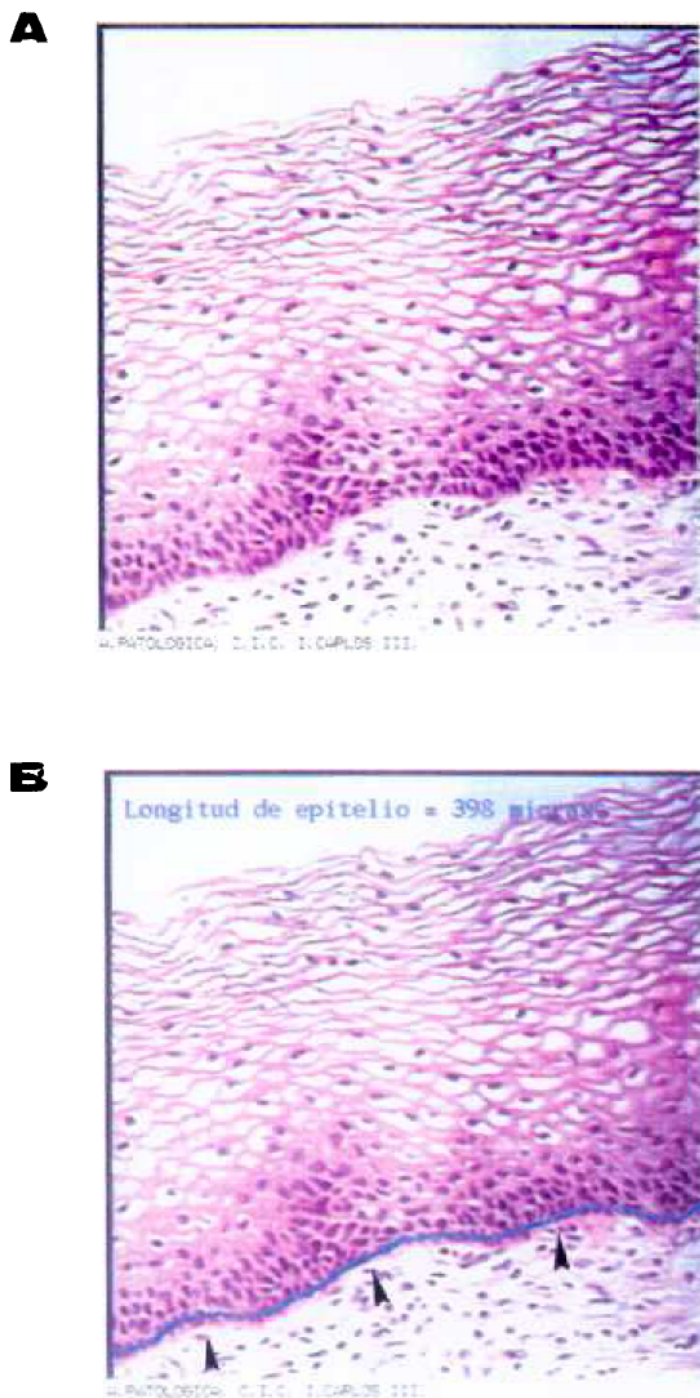 A
A.PATOLOGICA, C.I.C. I.CARLOS III.
B
Longitud de epitelio = 398 micras
A.PATOLOGICA, C.I.C. I.CARLOS III.